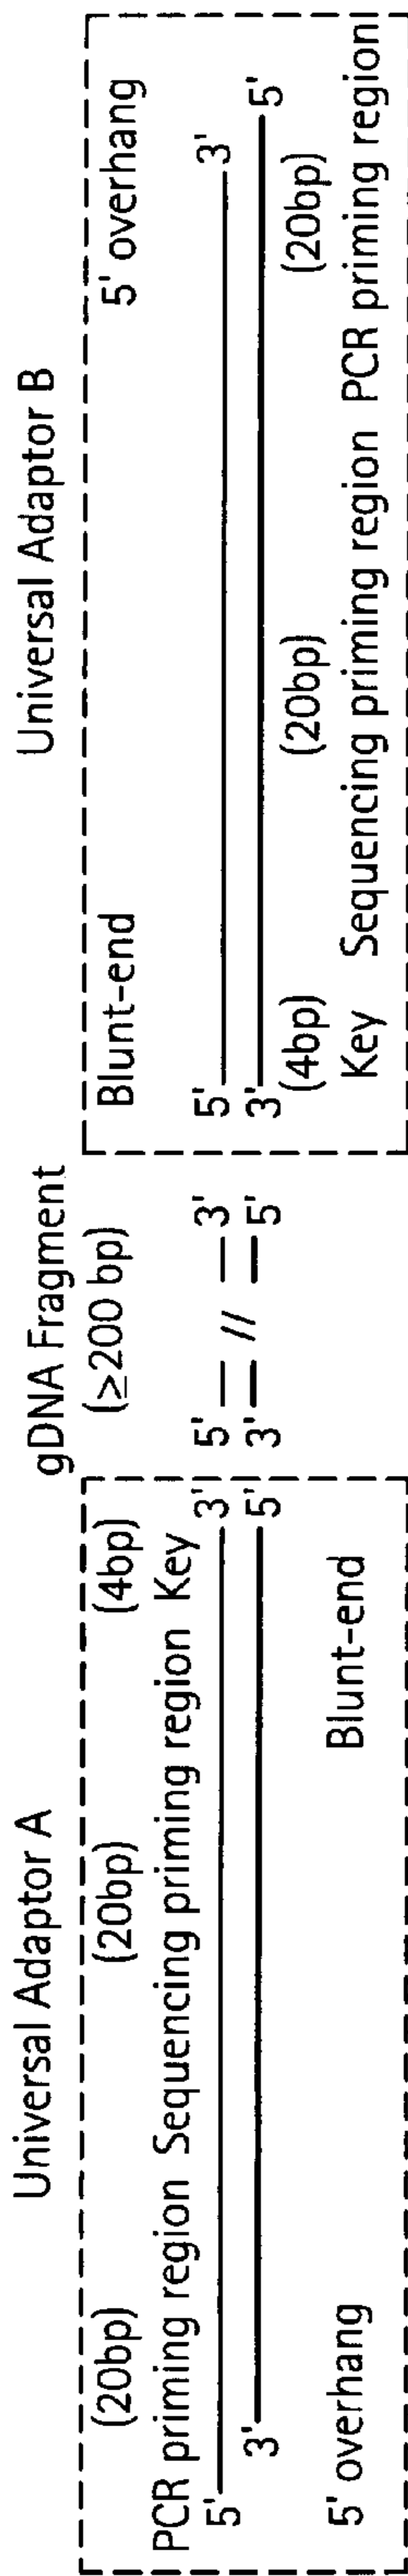 Universal Adaptor A
(20bp) (20bp) (4bp)
PCR priming region Sequencing priming region Key
5' 3'
3' 5'
5' overhang Blunt-end
gDNA Fragment
(≥200 bp)
5' // 3'
3' // 5'
Universal Adaptor B
Blunt-end 5' overhang
5' 3'
3' 5'
(4bp) (20bp) (20bp)
Key Sequencing priming region PCR priming region